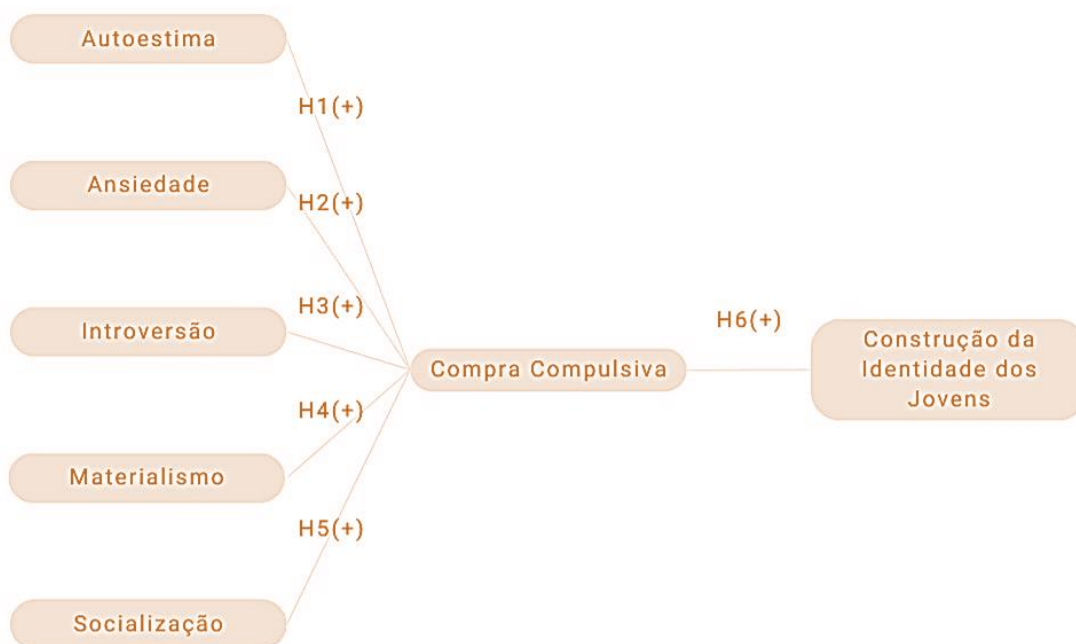 Autoestima
H1(+)
Ansiedade
H2(+)
Introversão
H3(+)
Materialismo
H4(+)
Socialização
H5(+)
Compra Compulsiva
H6(+)
Construção da
Identidade dos
Jovens